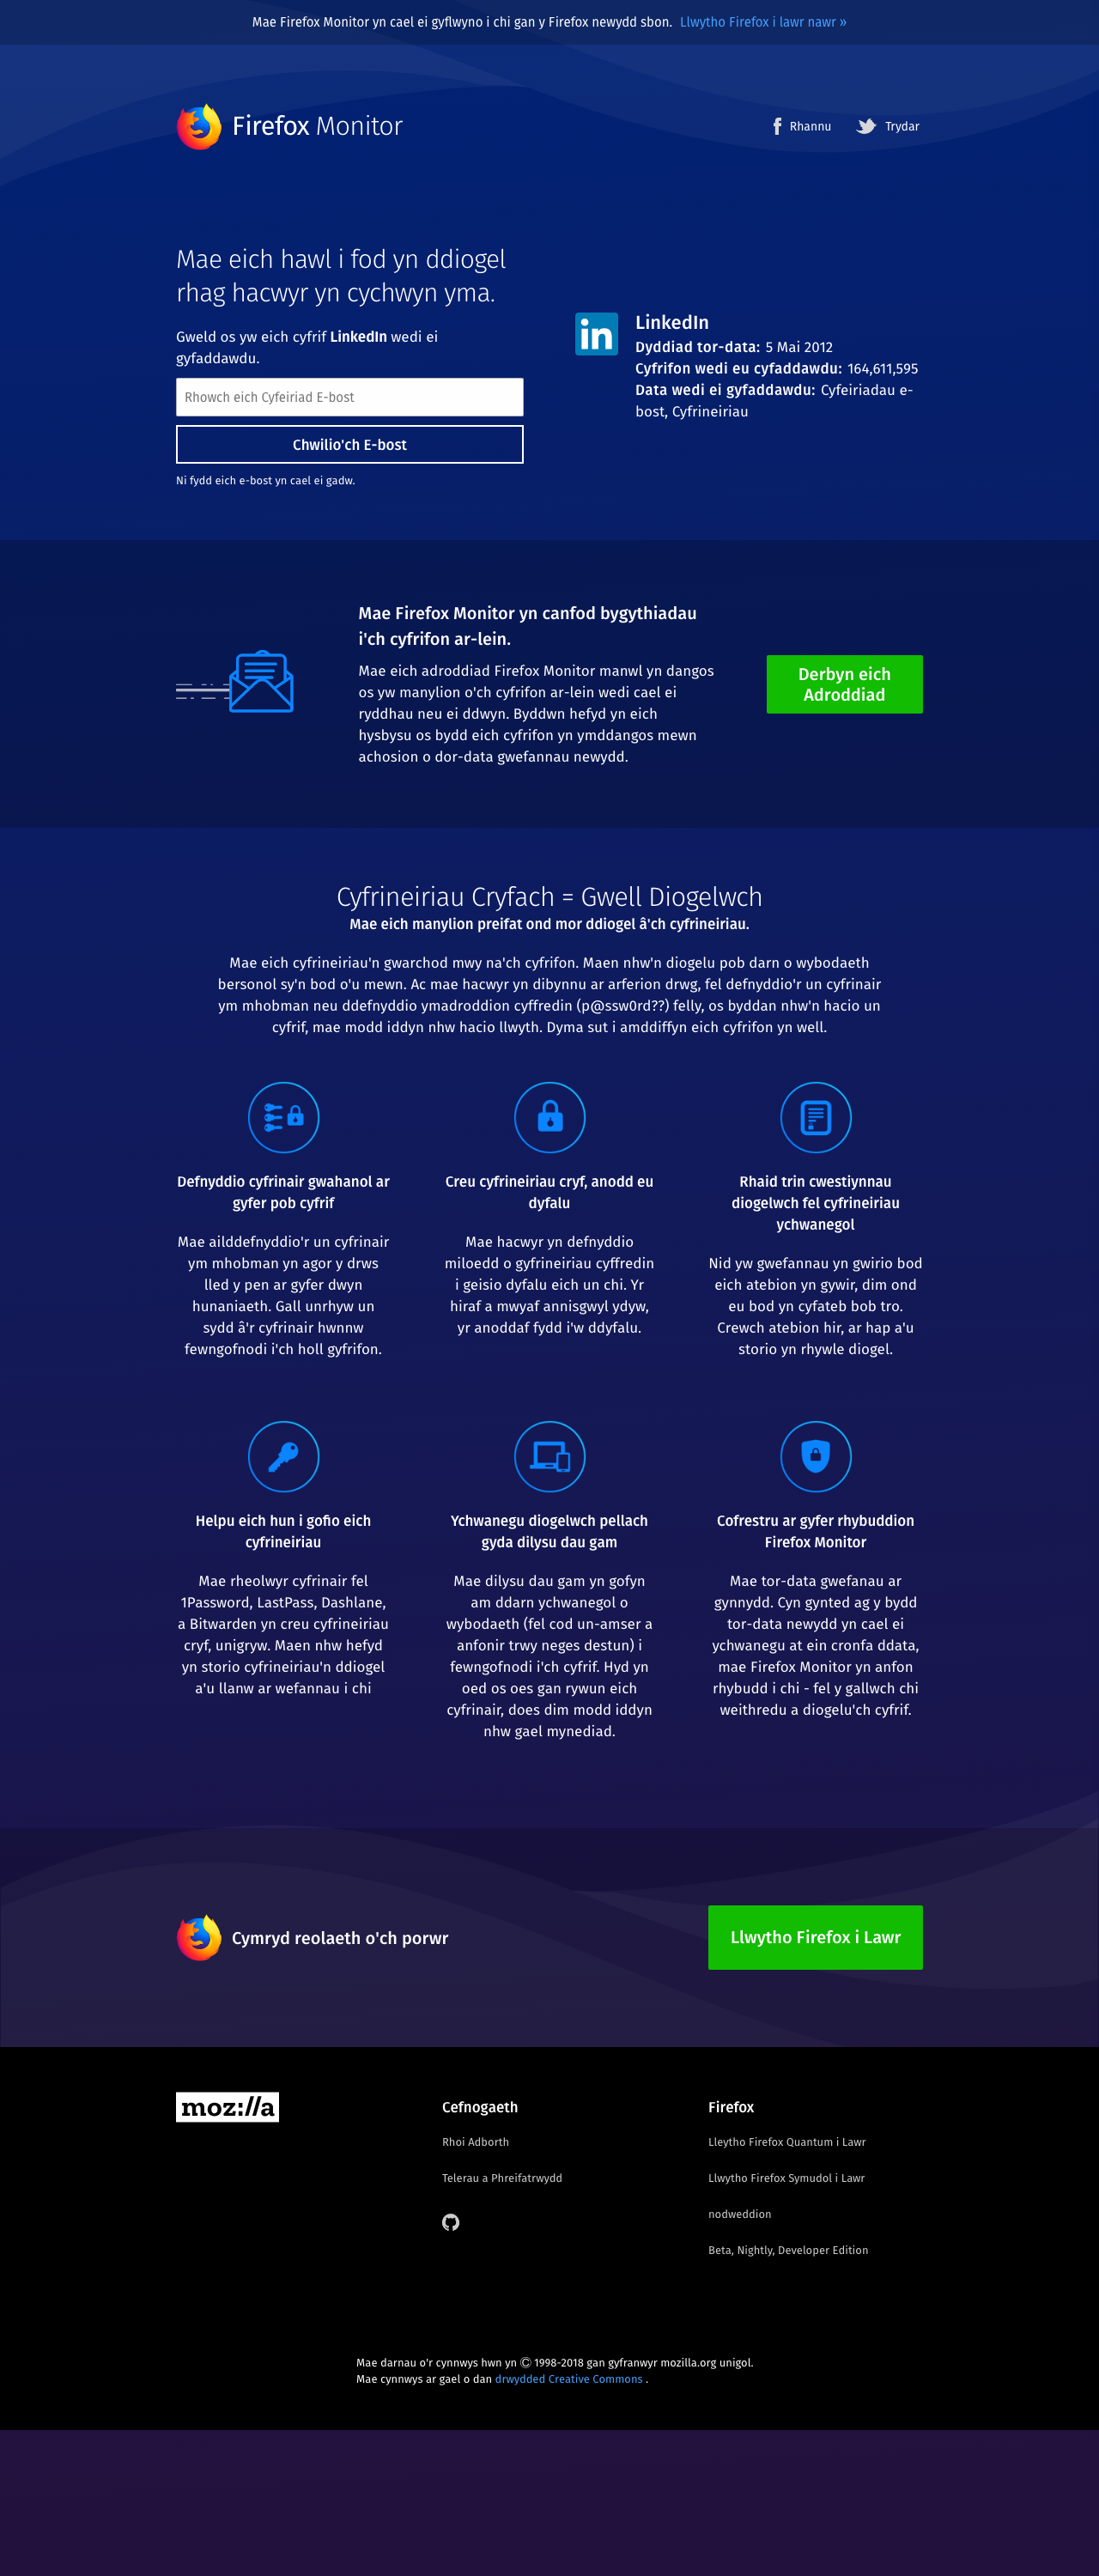 Mae Firefox Monitor yn cael ei gyflwyno i chi gan y Firefox newydd sbon. Llwytho Firefox i lawr nawr »
Firefox Monitor
Rhannu
Trydar
Mae eich hawl i fod yn ddiogel
rhag hacwyr yn cychwyn yma.
Gweld os yw eich cyfrif LinkedIn wedi ei
gyfaddawdu.
Rhowch eich Cyfeiriad E-bost
Chwilio'ch E-bost
Ni fydd eich e-bost yn cael ei gadw.
in
LinkedIn
Dyddiad tor-data: 5 Mai 2012
Cyfrifon wedi eu cyfaddawdu: 164,611,595
Data wedi ei gyfaddawdu: Cyfeiriadau e-
bost, Cyfrineiriau
Mae Firefox Monitor yn canfod bygythiadau
i'ch cyfrifon ar-lein.
Mae eich adroddiad Firefox Monitor manwl yn dangos
os yw manylion o'ch cyfrifon ar-lein wedi cael ei
ryddhau neu ei ddwyn. Byddwn hefyd yn eich
hysbysu os bydd eich cyfrifon yn ymddangos mewn
achosion o dor-data gwefannau newydd.
Derbyn eich
Adroddiad
Cyfrineiriau Cryfach = Gwell Diogelwch
Mae eich manylion preifat ond mor ddiogel â'ch cyfrineiriau.
Mae eich cyfrineiriau'n gwarchod mwy na'ch cyfrifon. Maen nhw'n diogelu pob darn o wybodaeth
bersonol sy'n bod o'u mewn. Ac mae hacwyr yn dibynnu ar arferion drwg, fel defnyddio'r un cyfrinair
ym mhobman neu ddefnyddio ymadroddion cyffredin (p@ssw0rd??) felly, os byddan nhw'n hacio un
cyfrif, mae modd iddyn nhw hacio llwyth. Dyma sut i amddiffyn eich cyfrifon yn well.
Defnyddio cyfrinair gwahanol ar
gyfer pob cyfrif
Mae ailddefnyddio'r un cyfrinair
ym mhobman yn agor y drws
lled y pen ar gyfer dwyn
hunaniaeth. Gall unrhyw un
sydd â'r cyfrinair hwnnw
fewngofnodi i'ch holl gyfrifon.
Creu cyfrineiriau cryf, anodd eu
dyfalu
Mae hacwyr yn defnyddio
miloedd o gyfrineiriau cyffredin
i geisio dyfalu eich un chi. Yr
hiraf a mwyaf annisgwyl ydyw,
yr anoddaf fydd i'w ddyfalu.
Rhaid trin cwestiynnau
diogelwch fel cyfrineiriau
ychwanegol
Nid yw gwefannau yn gwirio bod
eich atebion yn gywir, dim ond
eu bod yn cyfateb bob tro.
Crewch atebion hir, ar hap a'u
storio yn rhywle diogel.
Helpu eich hun i gofio eich
cyfrineiriau
Mae rheolwyr cyfrinair fel
1Password, LastPass, Dashlane,
a Bitwarden yn creu cyfrineiriau
cryf, unigryw. Maen nhw hefyd
yn storio cyfrineiriau'n ddiogel
a'u llanw ar wefannau i chi
Ychwanegu diogelwch pellach
gyda dilysu dau gam
Mae dilysu dau gam yn gofyn
am ddarn ychwanegol o
wybodaeth (fel cod un-amser a
anfonir trwy neges destun) i
fewngofnodi i'ch cyfrif. Hyd yn
oed os oes gan rywun eich
cyfrinair, does dim modd iddyn
nhw gael mynediad.
Cofrestru ar gyfer rhybuddion
Firefox Monitor
Mae tor-data gwefanau ar
gynnydd. Cyn gynted ag y bydd
tor-data newydd yn cael ei
ychwanegu at ein cronfa ddata,
mae Firefox Monitor yn anfon
rhybudd i chi - fel y gallwch chi
weithredu a diogelu'ch cyfrif.
Cymryd reolaeth o'ch porwr
Llwytho Firefox i Lawr
moz://a
Cefnogaeth
Rhoi Adborth
Telerau a Phreifatrwydd
Firefox
Lleytho Firefox Quantum i Lawr
Llwytho Firefox Symudol i Lawr
nodweddion
Beta, Nightly, Developer Edition
Mae darnau o'r cynnwys hwn yn © 1998-2018 gan gyfranwyr mozilla.org unigol.
Mae cynnwys ar gael o dan drwydded Creative Commons .